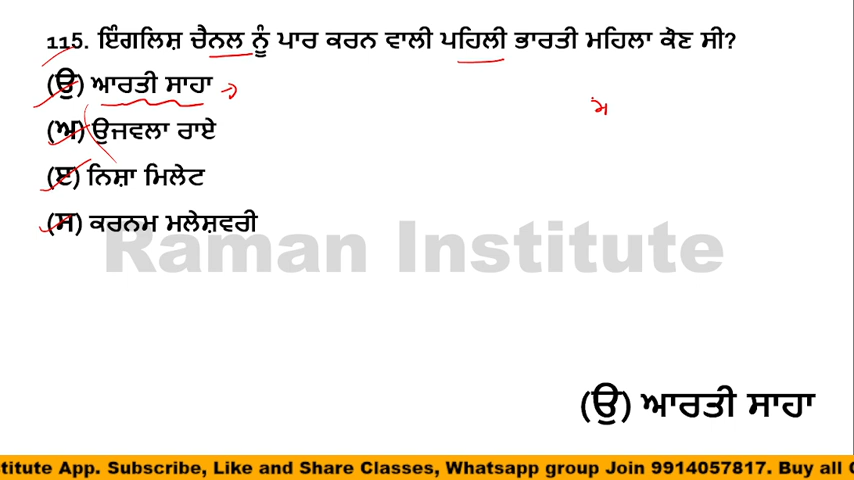 115. ਇੰਗਲਿਸ਼ ਚੈਨਲ ਨੂੰ ਪਾਰ ਕਰਨ ਵਾਲੀ ਪਹਿਲੀ ਭਾਰਤੀ ਮਹਿਲਾ ਕੋਣ ਸੀ?
(ਉ) ਆਰਤੀ ਸਾਹਾ
(ਅ) ਉਜਵਲਾ ਰਾਏ
(ੲ) ਨਿਸ਼ਾ ਮਿਲੇਟ
(ਸ) ਕਰਨਮ ਮਲੇਸ਼ਵਰੀ
Raman Institute
(ਉ) ਆਰਤੀ ਸਾਹਾ
titute App. Subscribe, Like and Share Classes, Whatsapp group Join 9914057817. Buy all